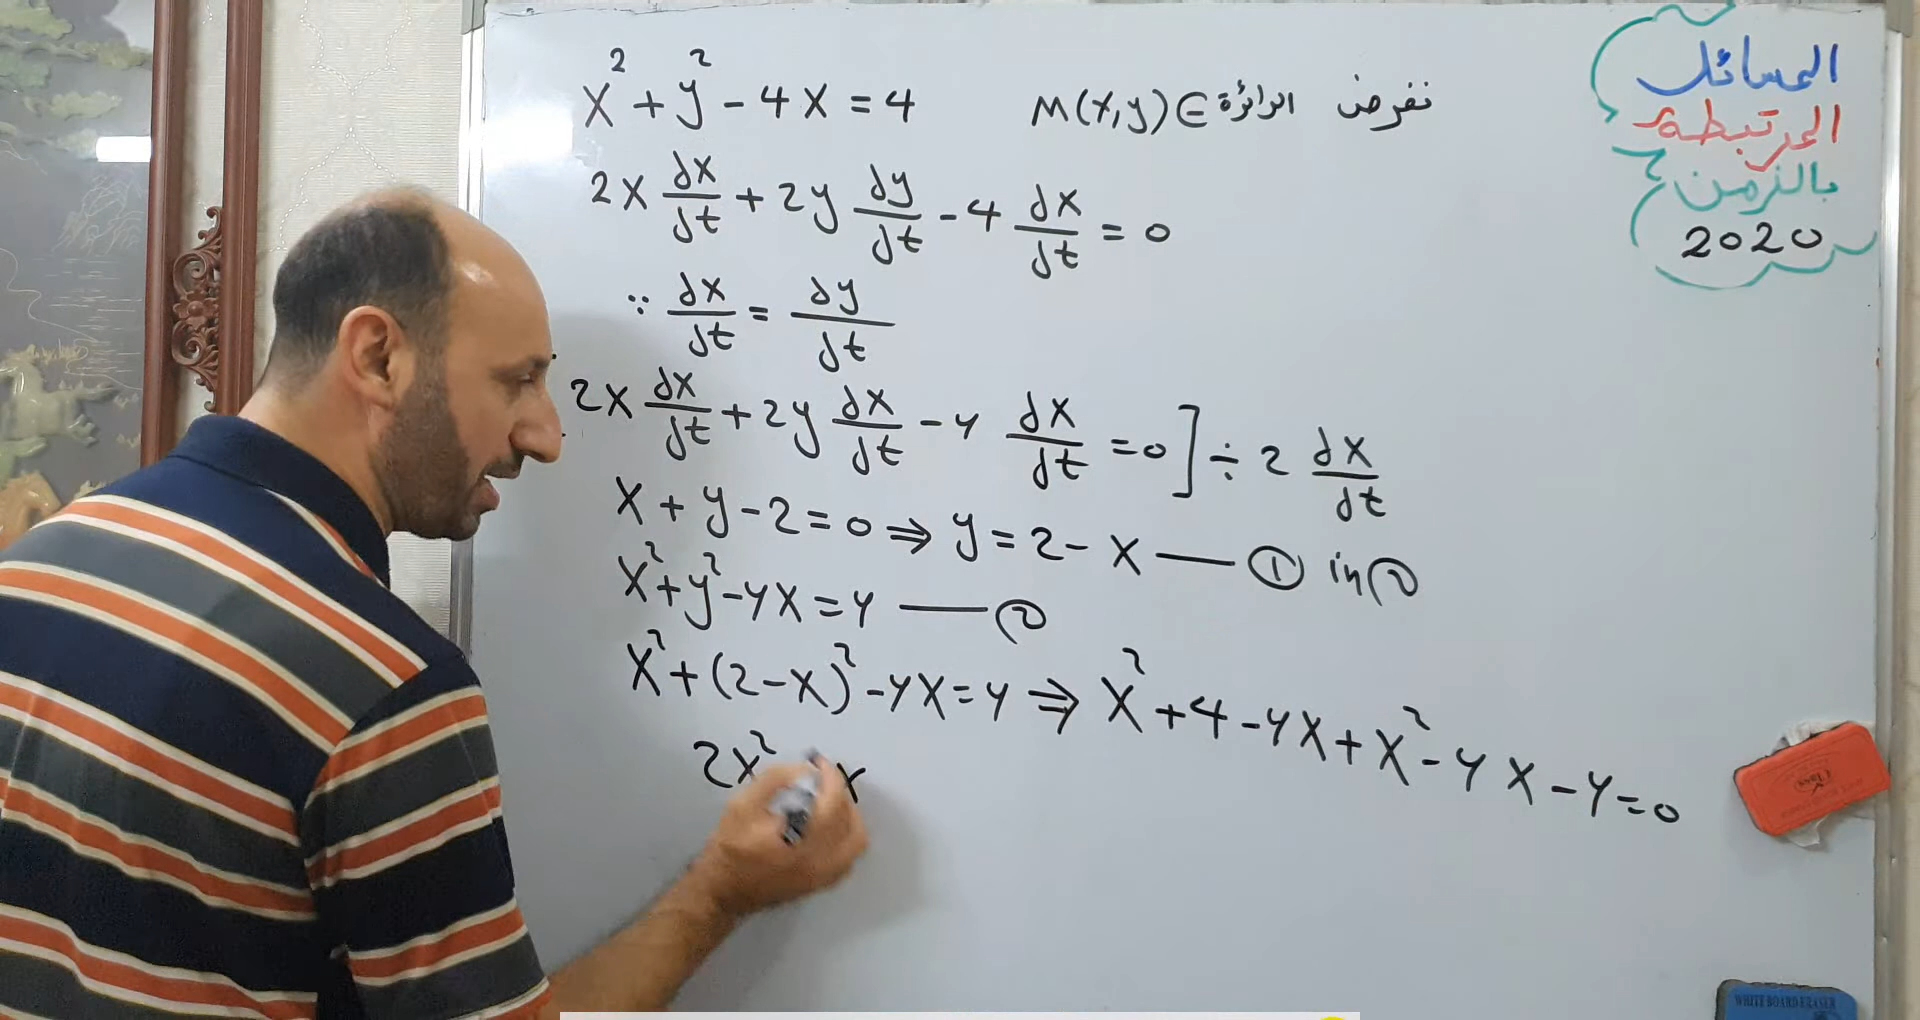 المسائل
المرتبطة
بالزمن
2020
نفرض M(x,y) ∈ الدائرة
x² + y² - 4x = 4
2x dx/dt + 2y dy/dt - 4 dx/dt = 0
∵ dx/dt = dy/dt
2x dx/dt + 2y dx/dt - 4 dx/dt = 0] ÷ 2 dx/dt
x + y - 2 = 0 ⇒ y = 2 - x — ① in ②
x² + y² - 4x = 4 — ②
x² + (2-x)² - 4x = 4 ⇒ x² + 4 - 4x + x² - 4x - 4 = 0
2x² x
WHITE BOARD ERASER